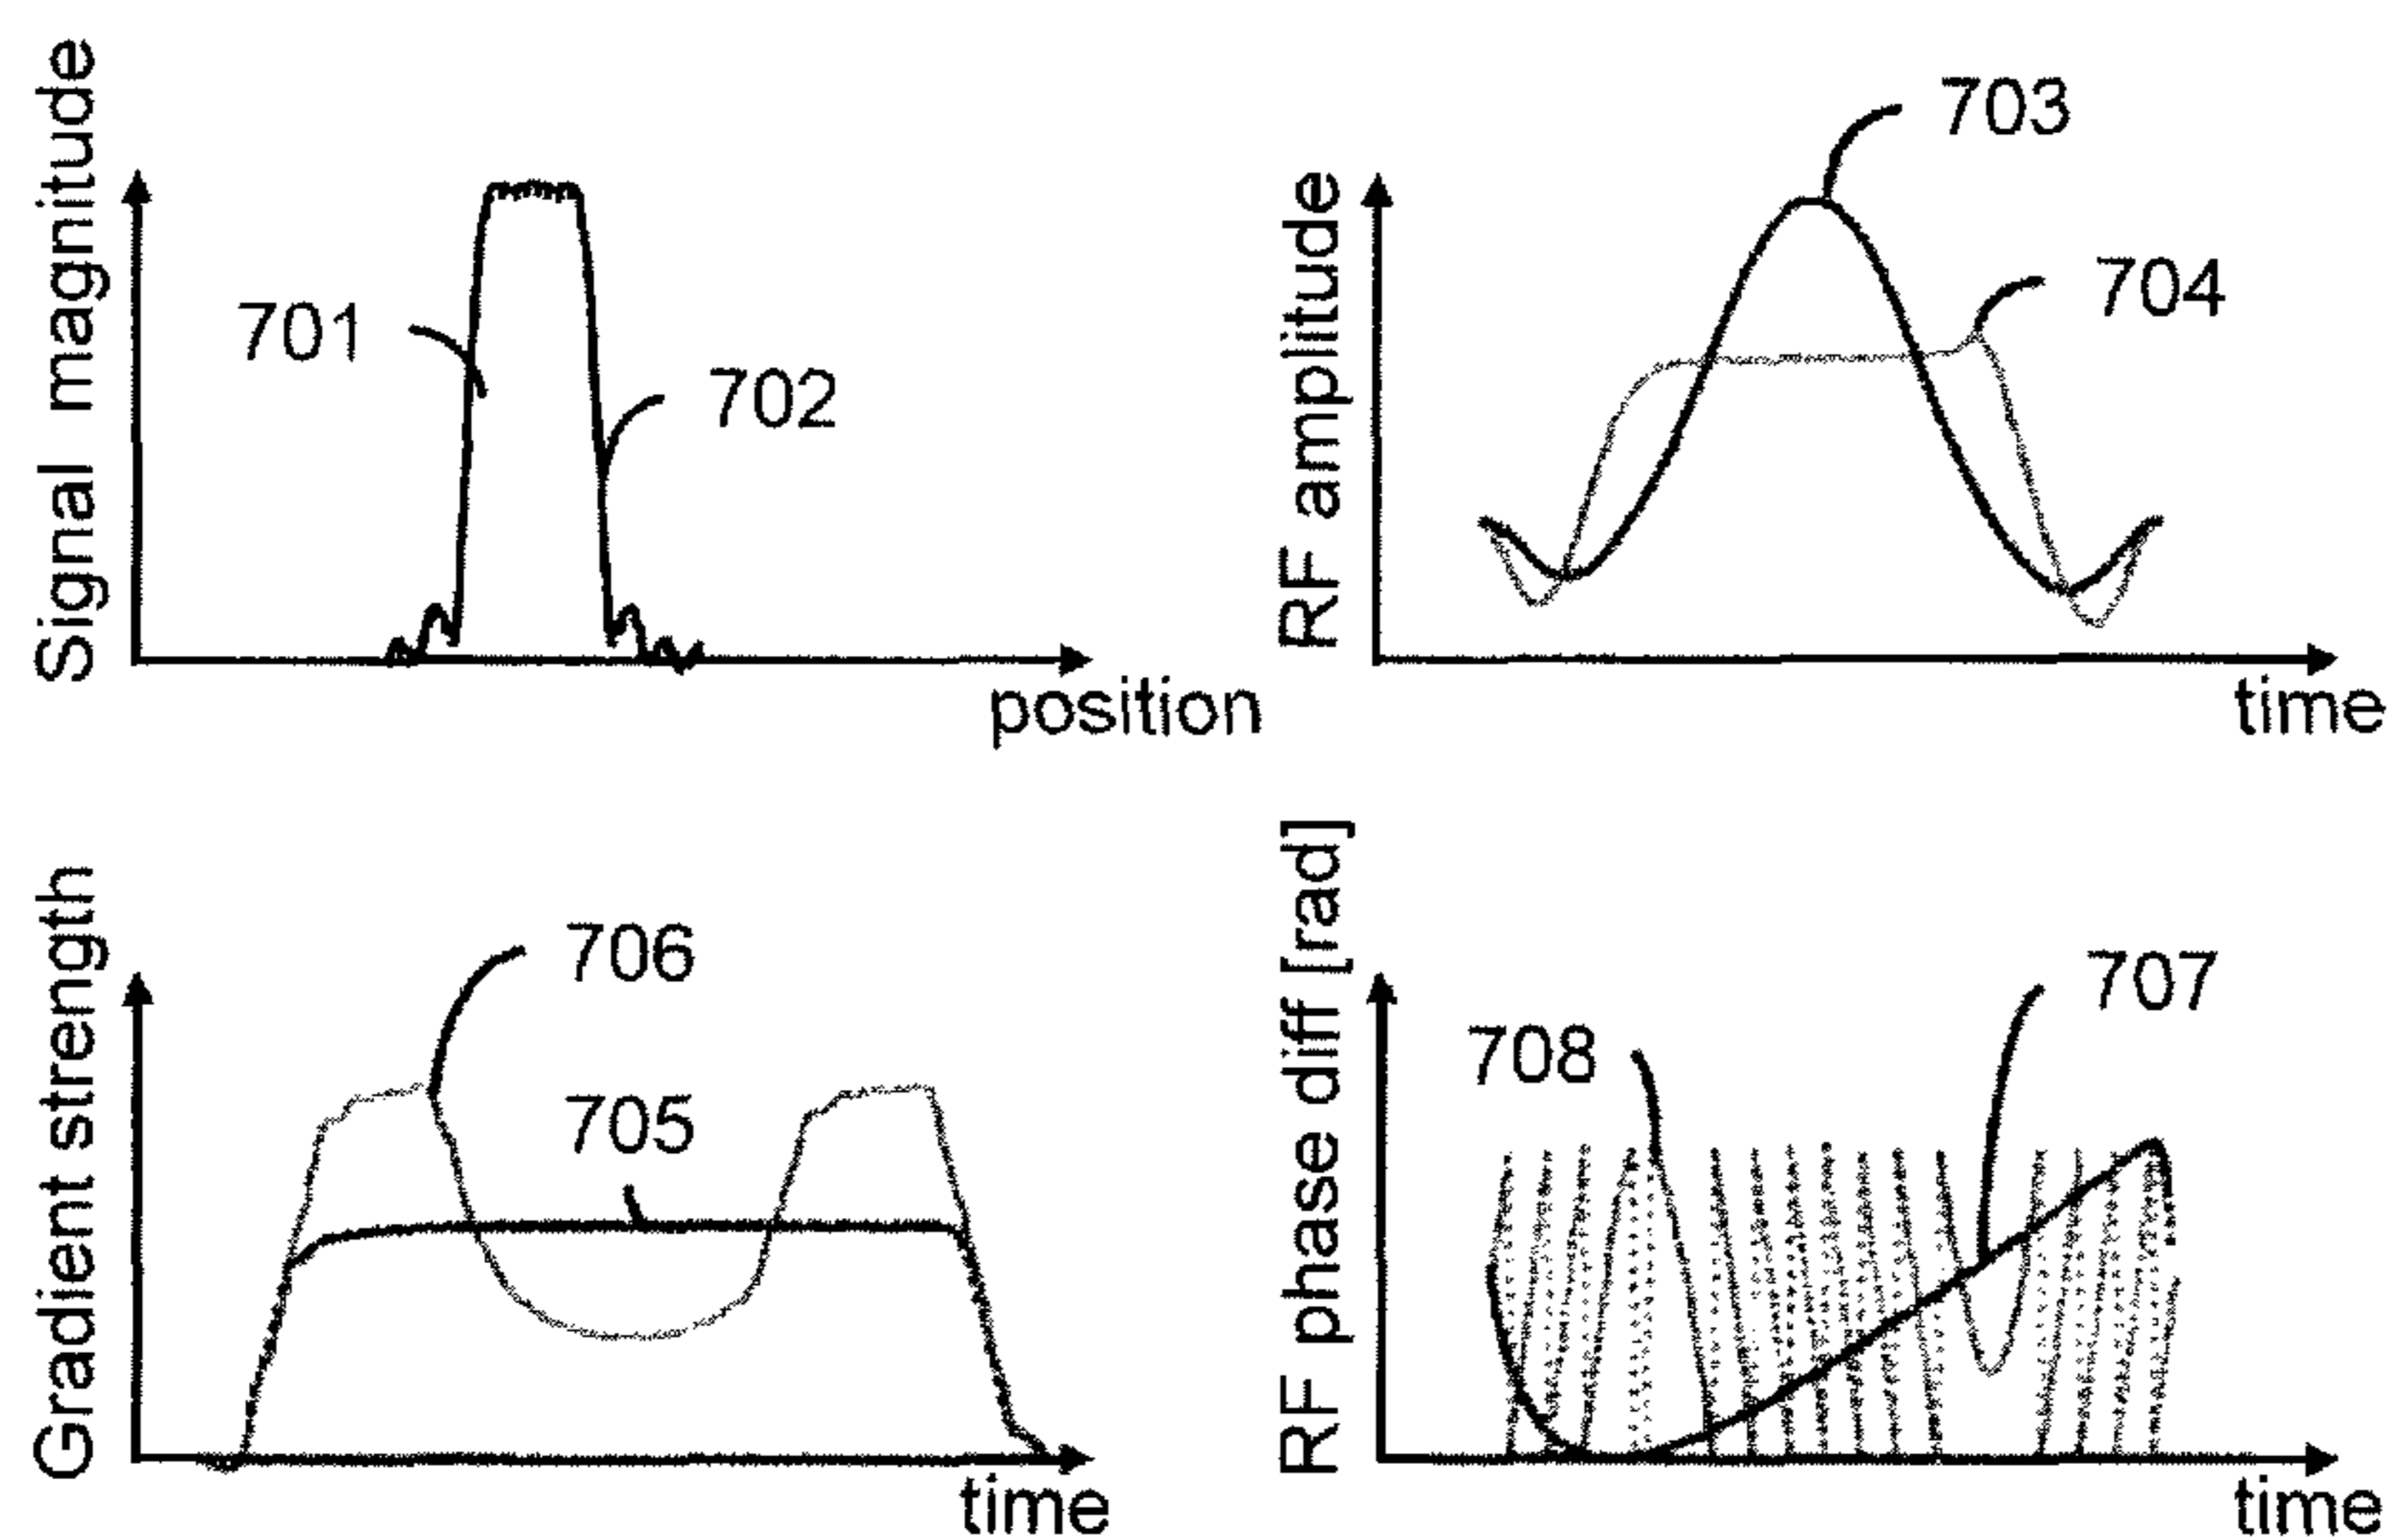 Signal magnitude
701
702
position
RF amplitude
703
704
time
Gradient strength
706
705
time
RF phase diff [rad]
708
707
time